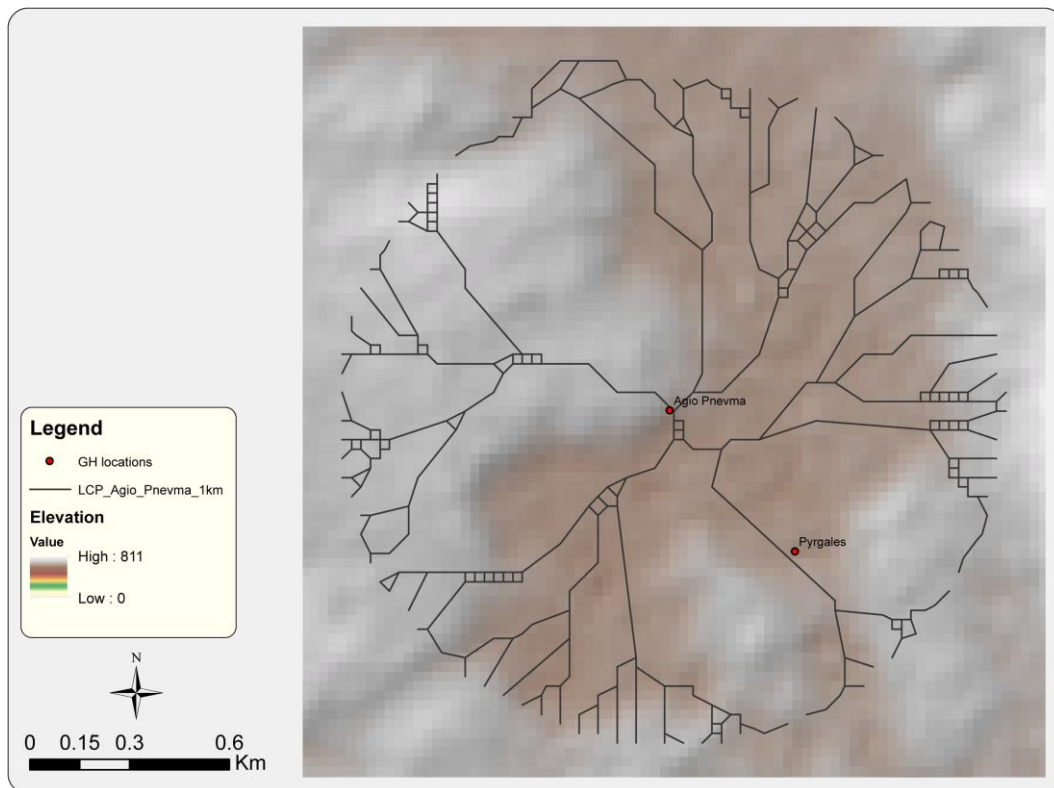 Agio Pnevma
Pyrgales
Legend
GH locations
LCP_Agio_Pnevma_1km
Elevation
Value
High : 811
Low : 0
N
0 0.15 0.3 0.6
Km